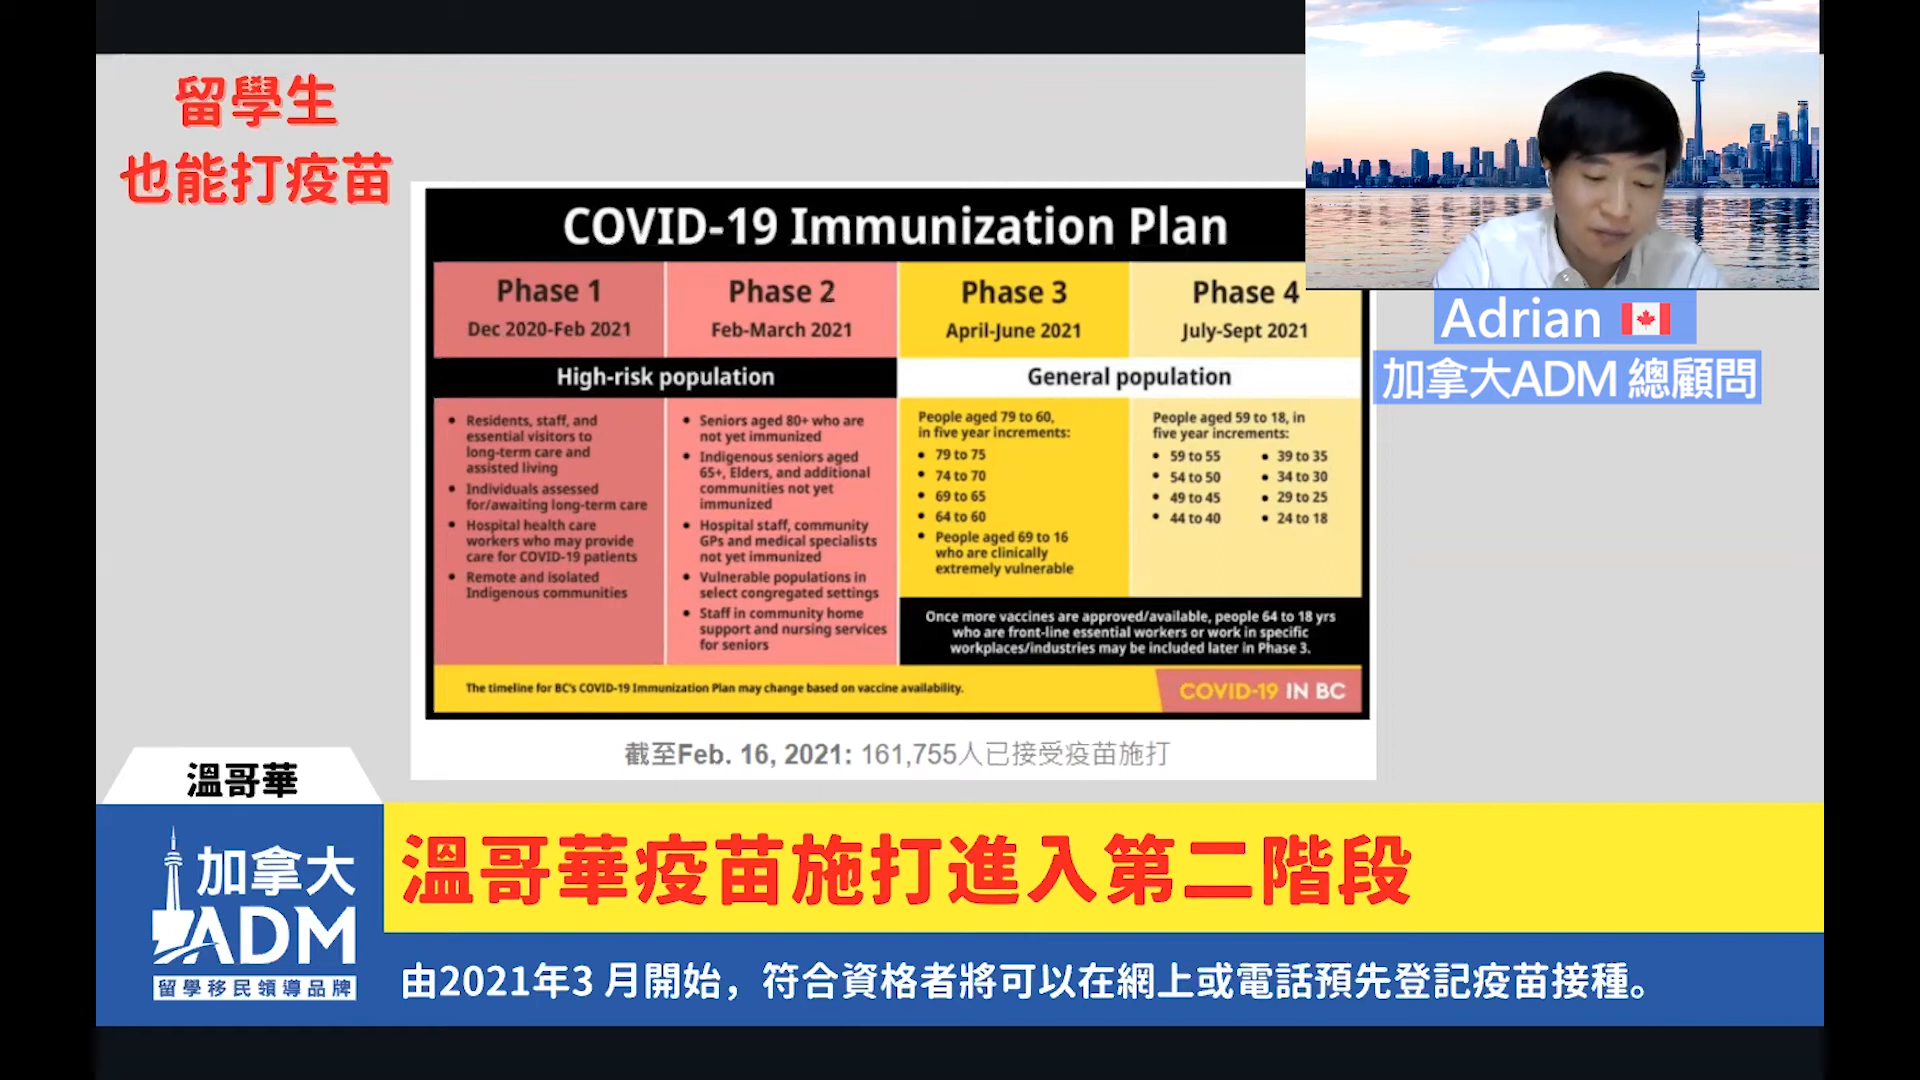 留學生
也能打疫苗
COVID-19 Immunization Plan
Phase 1
Dec 2020-Feb 2021
Phase 2
Feb-March 2021
Phase 3
April-June 2021
Phase 4
July-Sept 2021
High-risk population
General population
• Residents, staff, and
essential visitors to
long-term care and
assisted living
• Individuals assessed
for/awaiting long-term care
• Hospital health care
workers who may provide
care for COVID-19 patients
• Remote and isolated
Indigenous communities
• Seniors aged 80+ who are
not yet immunized
• Indigenous seniors aged
65+, Elders, and additional
communities not yet
immunized
• Hospital staff, community
GPs and medical specialists
not yet immunized
• Vulnerable populations in
select congregated settings
• Staff in community home
support and nursing services
for seniors
People aged 79 to 60,
in five year increments:
• 79 to 75
• 74 to 70
• 69 to 65
• 64 to 60
• People aged 69 to 16
who are clinically
extremely vulnerable
People aged 59 to 18, in
five year increments:
• 59 to 55
• 54 to 50
• 49 to 45
• 44 to 40
• 39 to 35
• 34 to 30
• 29 to 25
• 24 to 18
Once more vaccines are approved/available, people 64 to 18 yrs
who are front-line essential workers or work in specific
workplaces/industries may be included later in Phase 3.
The timeline for BC's COVID-19 Immunization Plan may change based on vaccine availability.
COVID-19 IN BC
截至Feb. 16, 2021: 161,755人已接受疫苗施打
Adrian
加拿大ADM 總顧問
溫哥華
加拿大
ADM
留學移民領導品牌
溫哥華疫苗施打進入第二階段
由2021年3 月開始，符合資格者將可以在網上或電話預先登記疫苗接種。